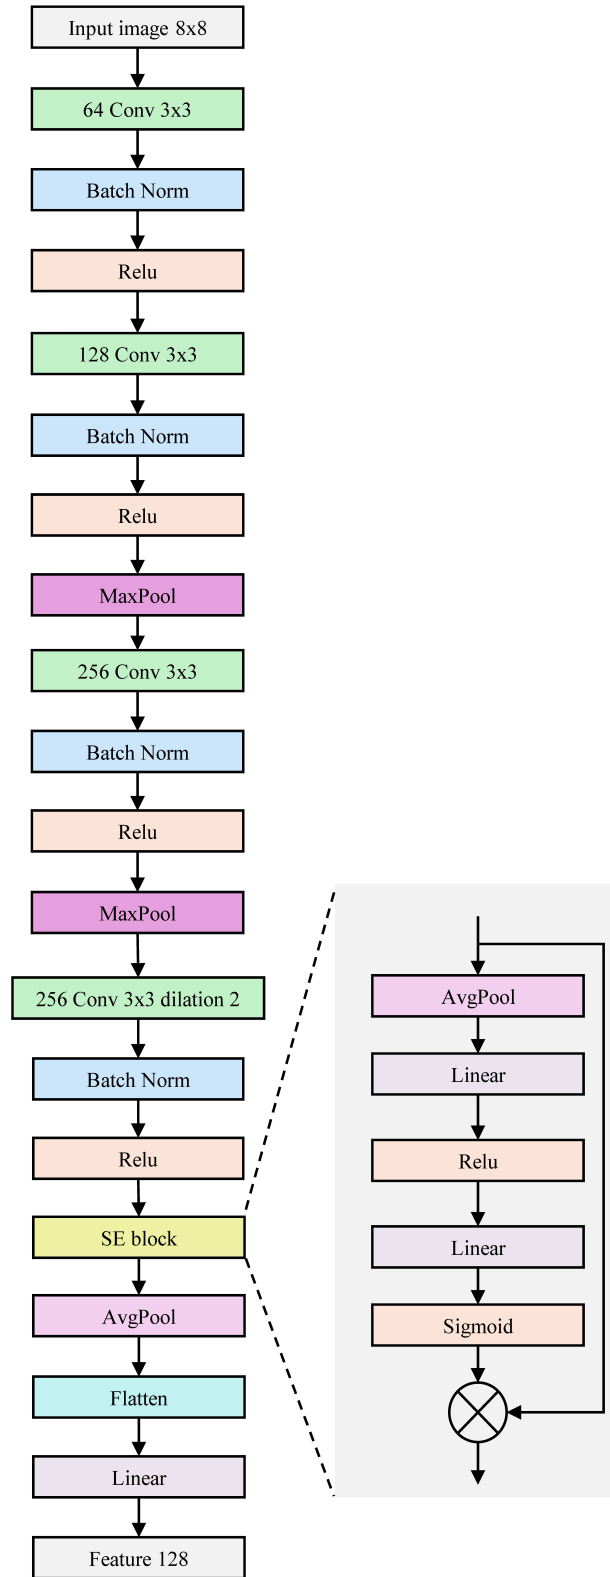 Input image 8x8
64 Conv 3x3
Batch Norm
Relu
128 Conv 3x3
Batch Norm
Relu
MaxPool
256 Conv 3x3
Batch Norm
Relu
MaxPool
256 Conv 3x3 dilation 2
Batch Norm
Relu
SE block
AvgPool
Flatten
Linear
Feature 128
AvgPool
Linear
Relu
Linear
Sigmoid